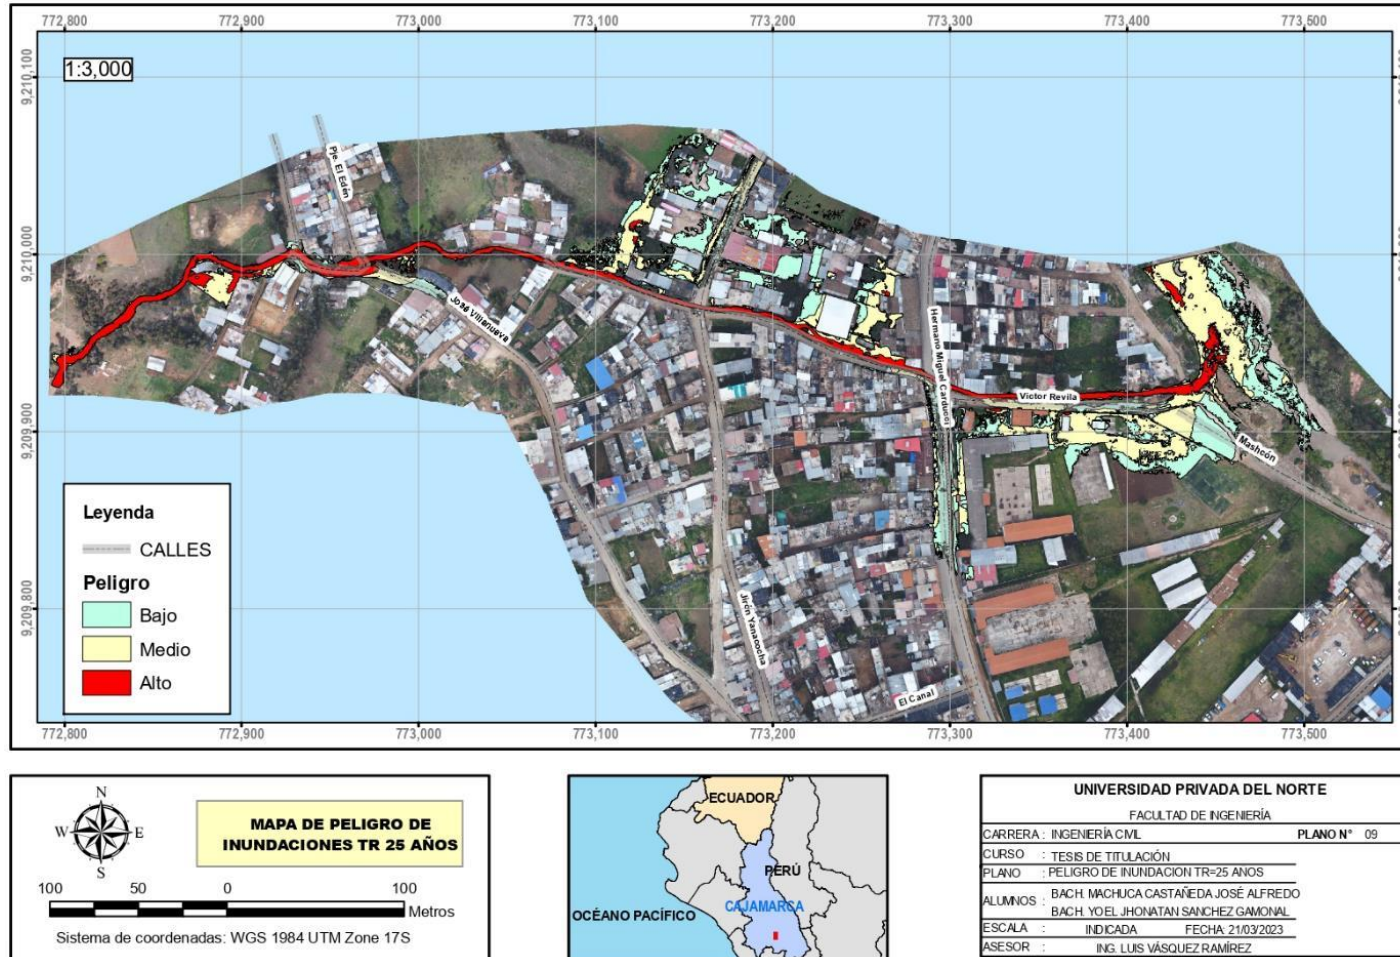 772,800 772,900 773,000 773,100 773,200 773,300 773,400 773,500
1:3,000
9,210,100
9,210,000
9,209,900
9,209,800
Pje. El Edén
José Villanueva
Hermano Miguel Carducci
Victor Revilla
Mashcón
Jirón Yanacocha
El Canal
Leyenda
CALLES
Peligro
Bajo
Medio
Alto
772,800 772,900 773,000 773,100 773,200 773,300 773,400 773,500
N
W E
S
MAPA DE PELIGRO DE
INUNDACIONES TR 25 AÑOS
100 50 0 100
Metros
Sistema de coordenadas: WGS 1984 UTM Zone 17S
ECUADOR
PERÚ
CAJAMARCA
OCÉANO PACÍFICO
UNIVERSIDAD PRIVADA DEL NORTE
FACULTAD DE INGENIERÍA
CARRERA : INGENIERÍA CIVIL PLANO N° 09
CURSO : TESIS DE TITULACIÓN
PLANO : PELIGRO DE INUNDACION TR=25 ANOS
ALUMNOS : BACH. MACHUCA CASTAÑEDA JOSÉ ALFREDO
BACH. YOEL JHONATAN SANCHEZ GAMONAL
ESCALA : INDICADA FECHA: 21/03/2023
ASESOR : ING. LUIS VÁSQUEZ RAMÍREZ